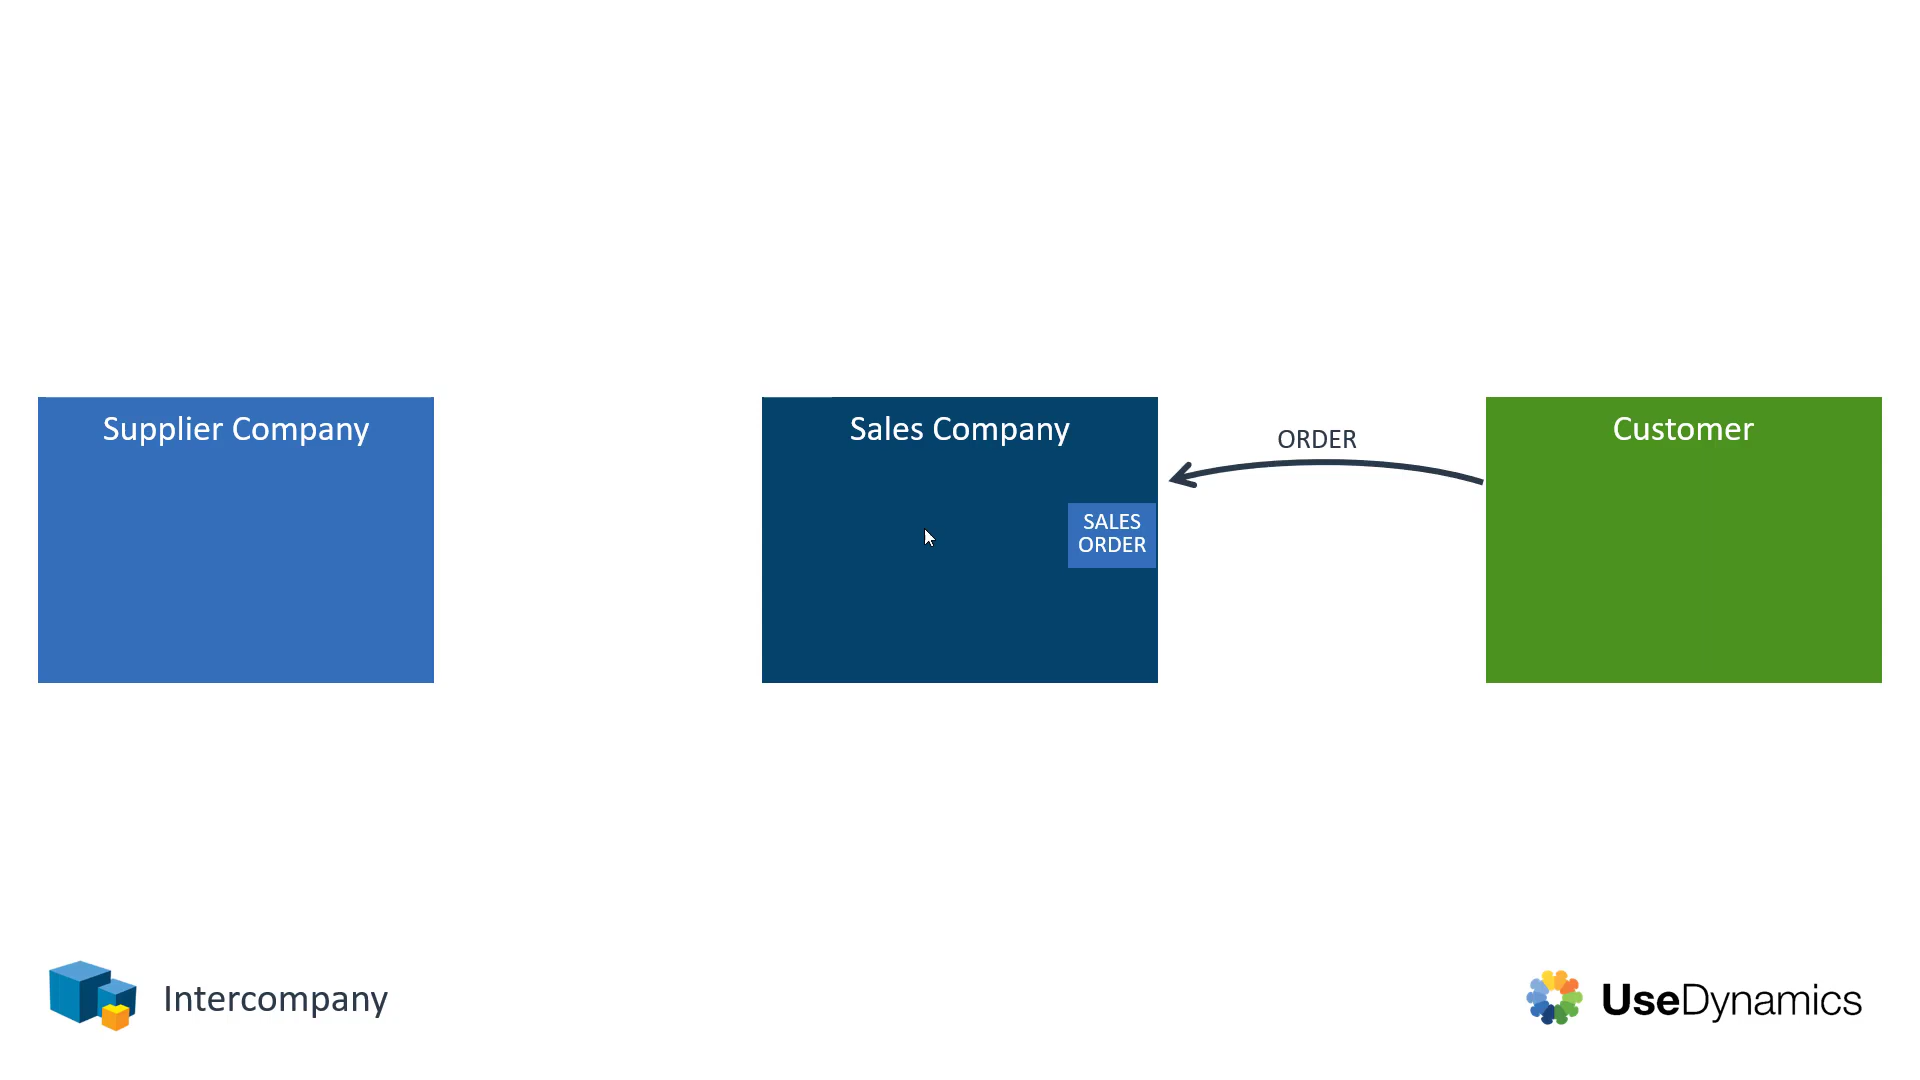 Supplier Company
Sales Company
ORDER
Customer
SALES
ORDER
Intercompany
UseDynamics